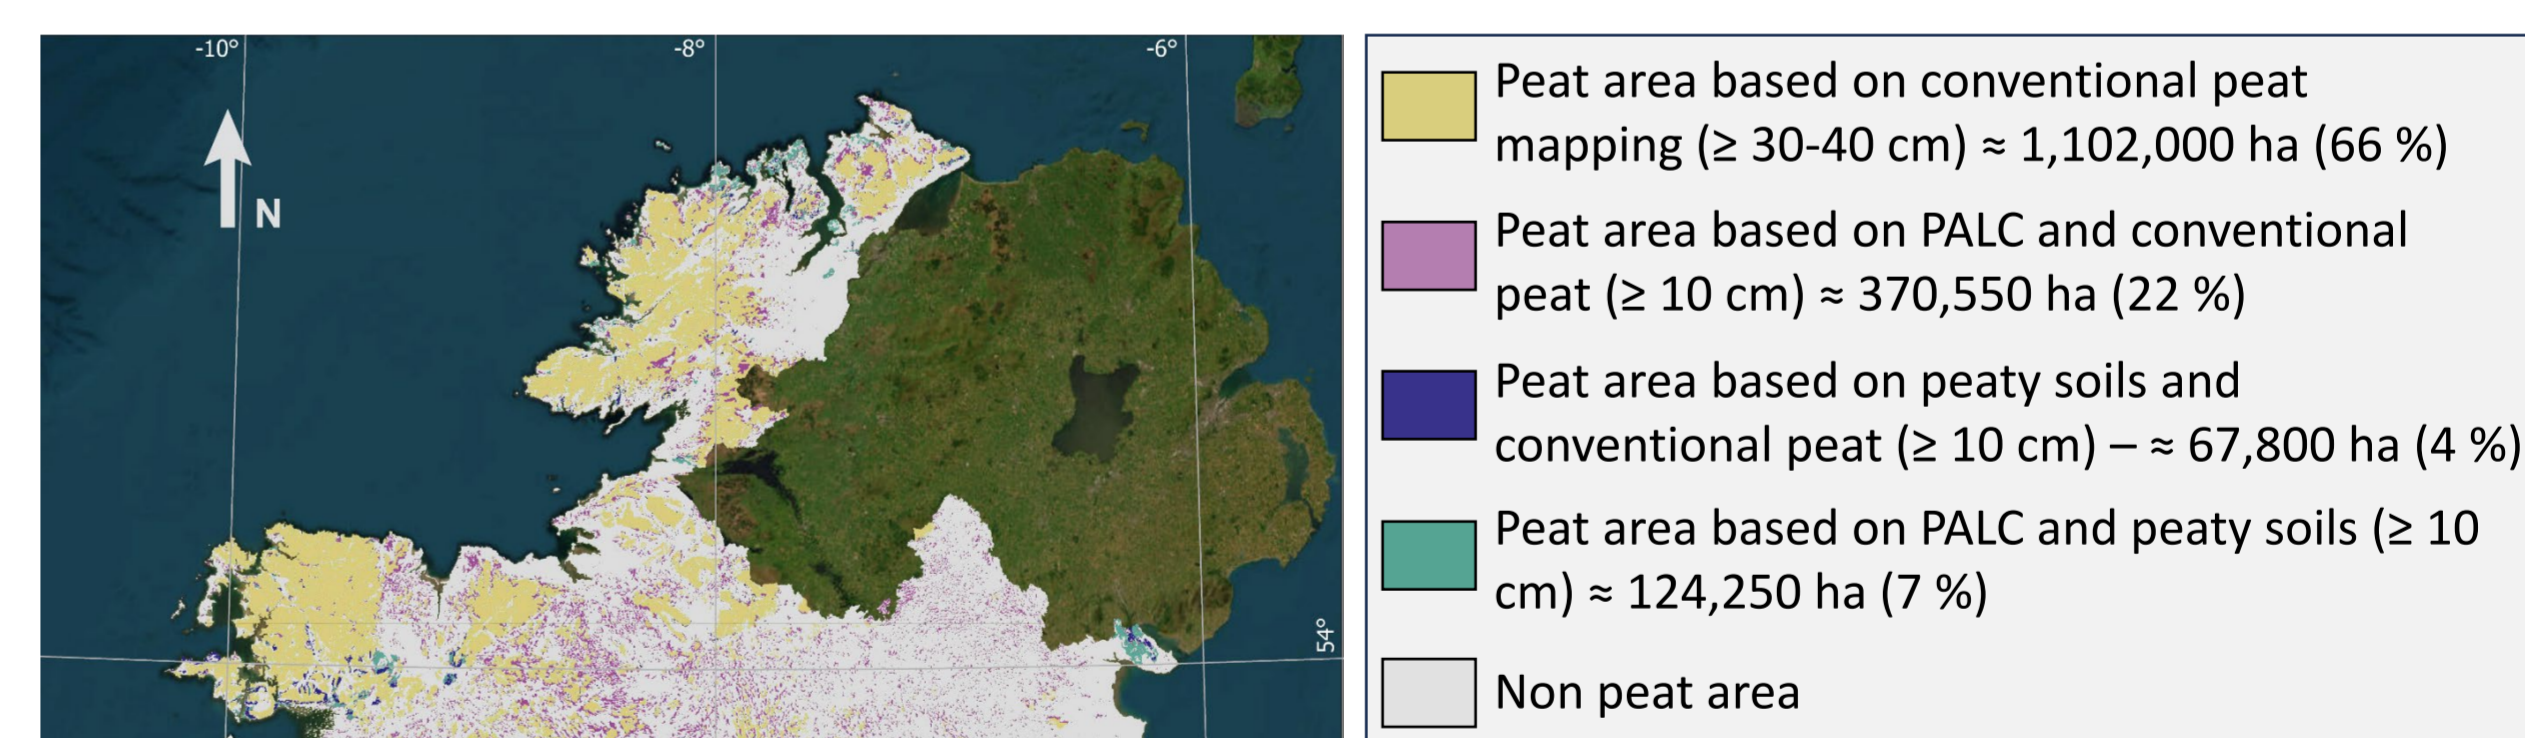 -10°
-8°
-6°
N
54°
Peat area based on conventional peat
mapping (≥ 30-40 cm) ≈ 1,102,000 ha (66 %)
Peat area based on PALC and conventional
peat (≥ 10 cm) ≈ 370,550 ha (22 %)
Peat area based on peaty soils and
conventional peat (≥ 10 cm) – ≈ 67,800 ha (4 %)
Peat area based on PALC and peaty soils (≥ 10
cm) ≈ 124,250 ha (7 %)
Non peat area